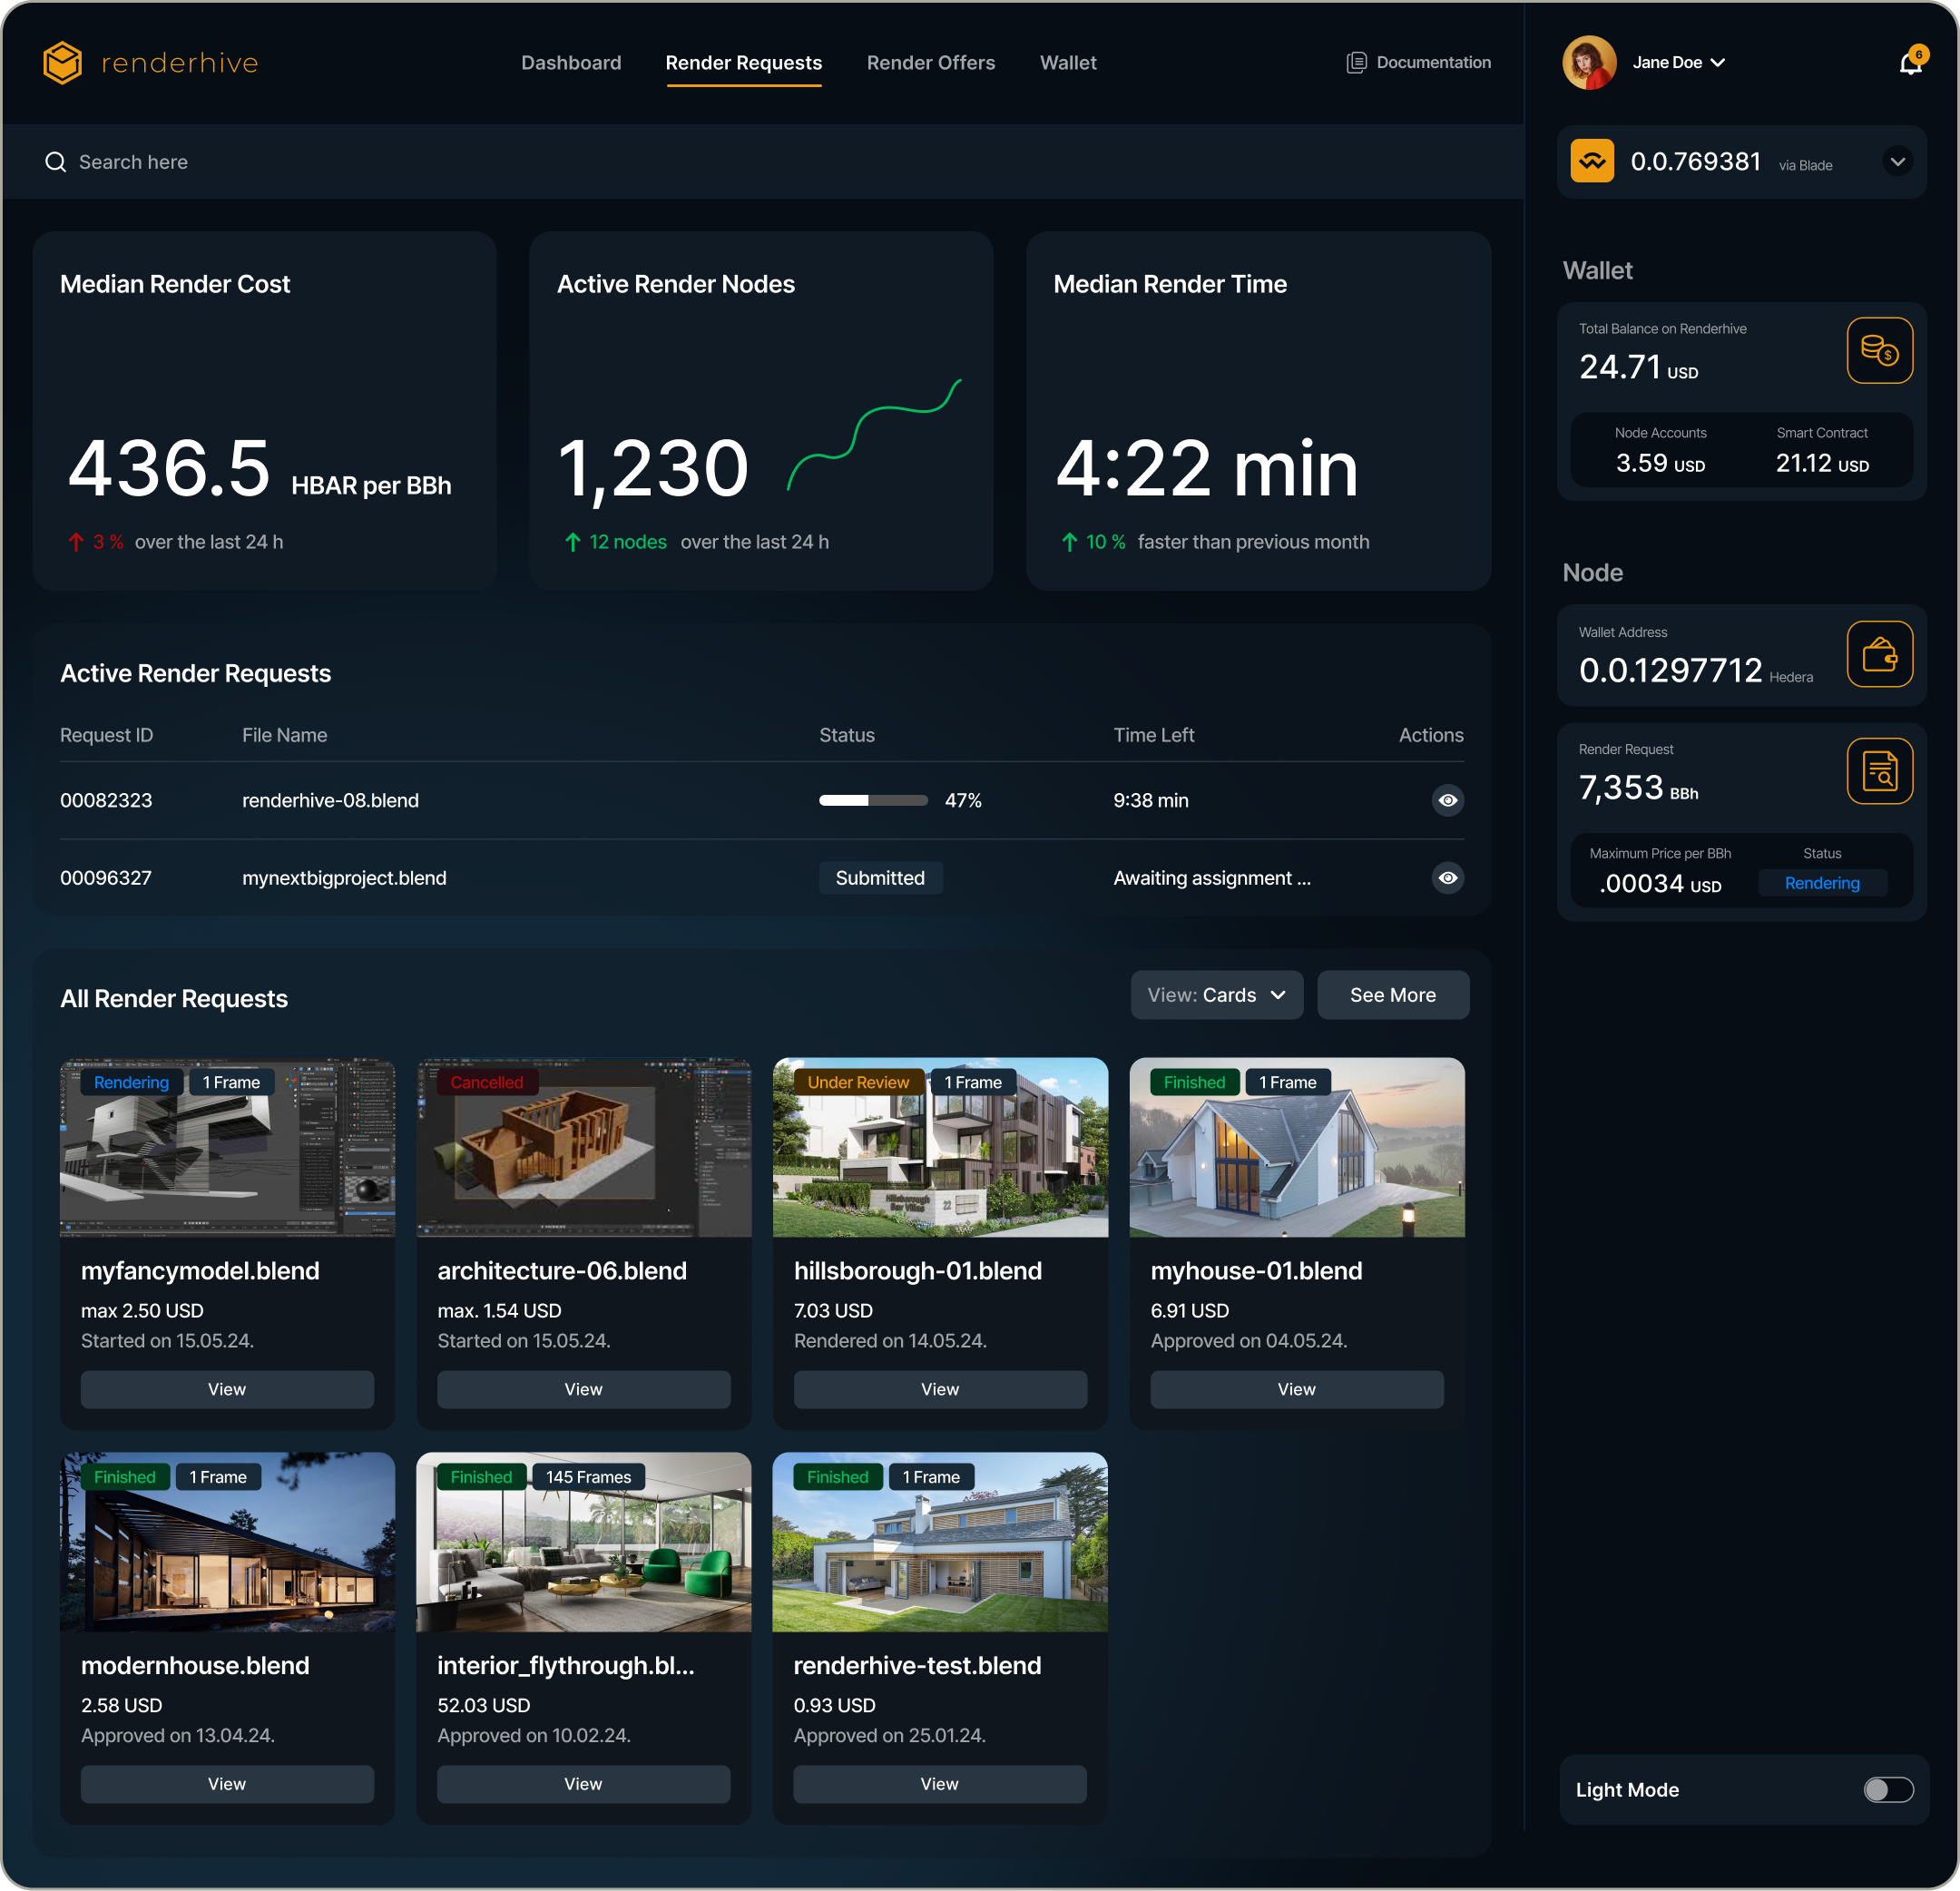 renderhive
Dashboard
Render Requests
Render Offers
Wallet
Documentation
Jane Doe
6
Search here
0.0.769381 via Blade
Median Render Cost
436.5 HBAR per BBh
↑ 3 % over the last 24 h
Active Render Nodes
1,230
↑ 12 nodes over the last 24 h
Median Render Time
4:22 min
↑ 10 % faster than previous month
Active Render Requests
Request ID File Name Status Time Left Actions
00082323 renderhive-08.blend 47% 9:38 min
00096327 mynextbigproject.blend Submitted Awaiting assignment ...
All Render Requests
View: Cards
See More
Rendering 1 Frame
myfancymodel.blend
max 2.50 USD
Started on 15.05.24.
View
Cancelled
architecture-06.blend
max. 1.54 USD
Started on 15.05.24.
View
Under Review 1 Frame
Hillsborough
Bar Villas
22
hillsborough-01.blend
7.03 USD
Rendered on 14.05.24.
View
Finished 1 Frame
myhouse-01.blend
6.91 USD
Approved on 04.05.24.
View
Finished 1 Frame
modernhouse.blend
2.58 USD
Approved on 13.04.24.
View
Finished 145 Frames
interior_flythrough.bl...
52.03 USD
Approved on 10.02.24.
View
Finished 1 Frame
renderhive-test.blend
0.93 USD
Approved on 25.01.24.
View
Wallet
Total Balance on Renderhive
24.71 USD
Node Accounts
3.59 USD
Smart Contract
21.12 USD
Node
Wallet Address
0.0.1297712 Hedera
Render Request
7,353 BBh
Maximum Price per BBh
.00034 USD
Status
Rendering
Light Mode